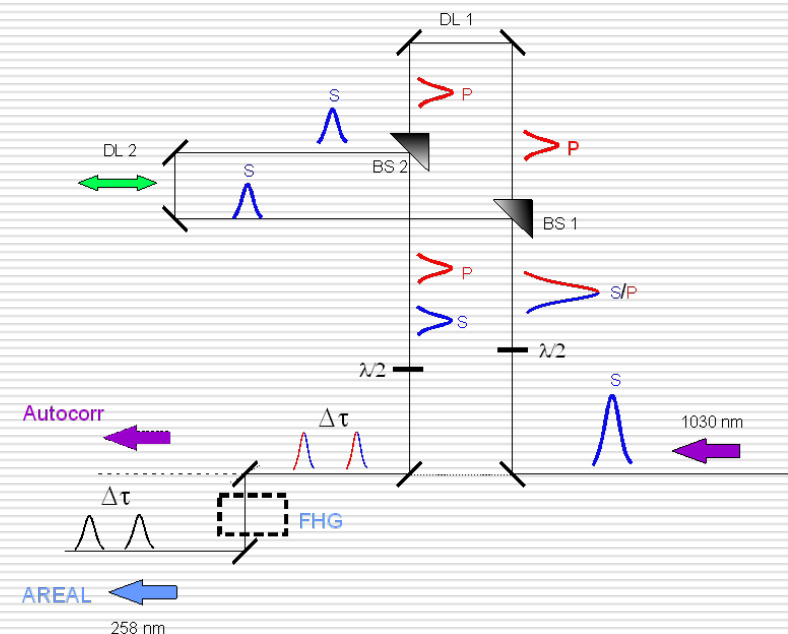 DL 1
S
P
DL 2
P
S
BS 2
BS 1
P
S/P
S
λ/2
λ/2
S
Autocorr
Δτ
1030 nm
Δτ
FHG
AREAL
258 nm